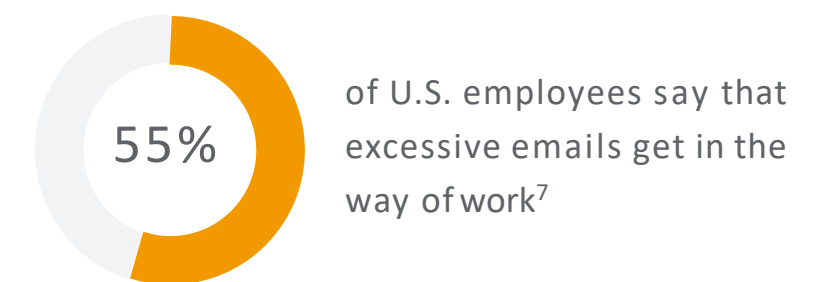 55%
of U.S. employees say that
excessive emails get in the
way of work7